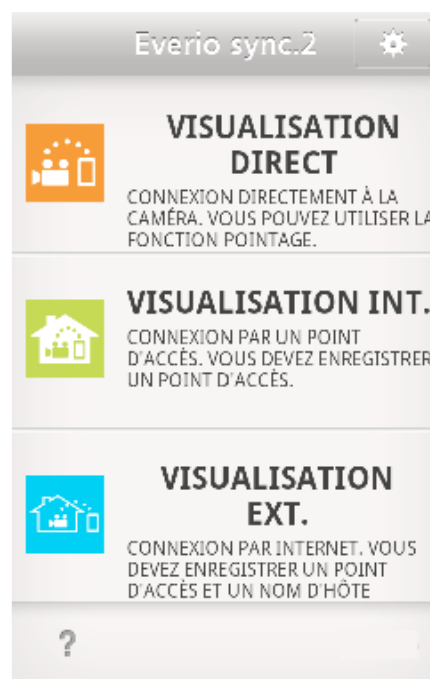 Everio sync.2
VISUALISATION
DIRECT
CONNEXION DIRECTEMENT À LA
CAMÉRA. VOUS POUVEZ UTILISER LA
FONCTION POINTAGE.
VISUALISATION INT.
CONNEXION PAR UN POINT
D'ACCÈS. VOUS DEVEZ ENREGISTRER
UN POINT D'ACCÈS.
VISUALISATION
EXT.
CONNEXION PAR INTERNET. VOUS
DEVEZ ENREGISTRER UN POINT
D'ACCÈS ET UN NOM D'HÔTE
?